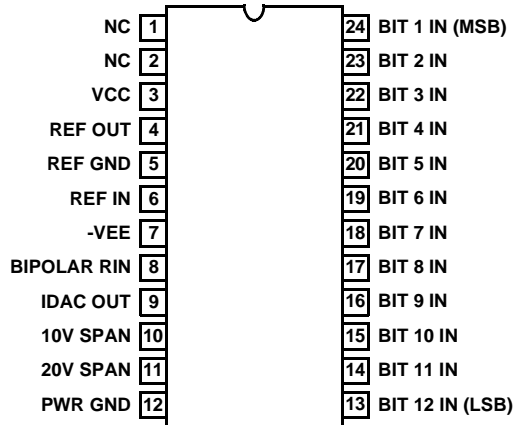 NC 1 24 BIT 1 IN (MSB)
NC 2 23 BIT 2 IN
VCC 3 22 BIT 3 IN
REF OUT 4 21 BIT 4 IN
REF GND 5 20 BIT 5 IN
REF IN 6 19 BIT 6 IN
-VEE 7 18 BIT 7 IN
BIPOLAR RIN 8 17 BIT 8 IN
IDAC OUT 9 16 BIT 9 IN
10V SPAN 10 15 BIT 10 IN
20V SPAN 11 14 BIT 11 IN
PWR GND 12 13 BIT 12 IN (LSB)